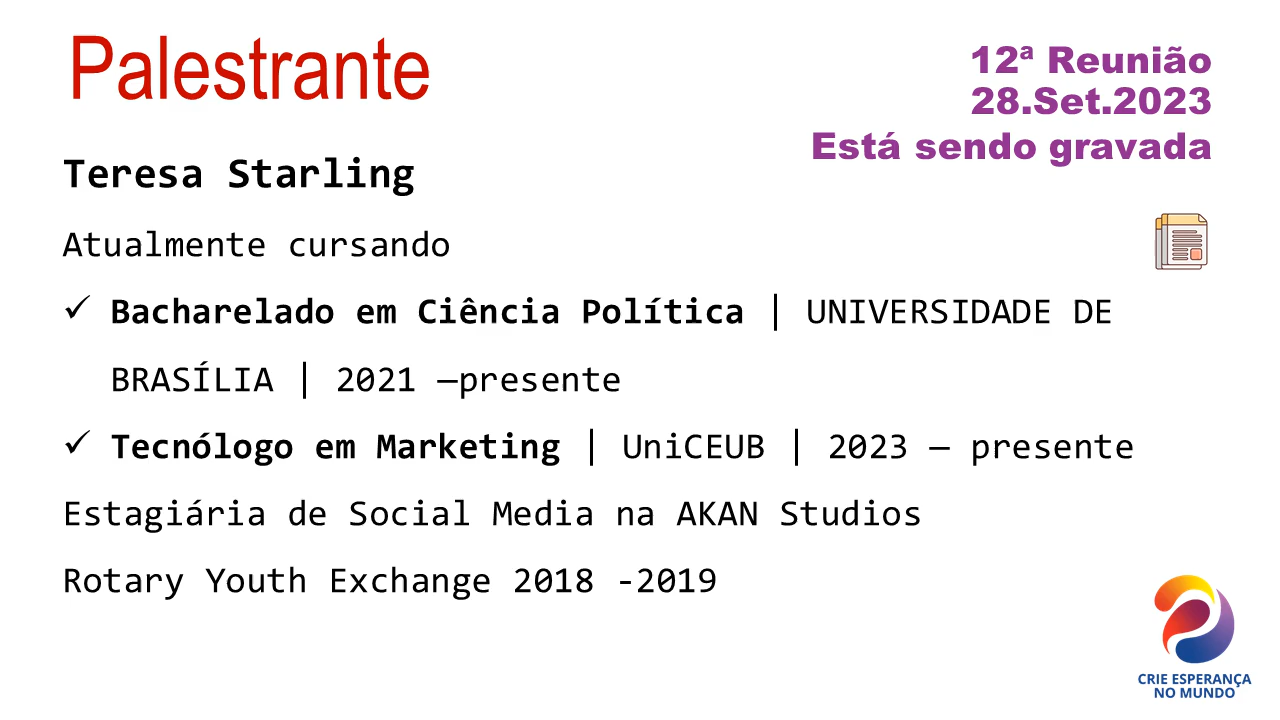 Palestrante
12ª Reunião
28.Set.2023
Está sendo gravada
Teresa Starling
Atualmente cursando
✓ Bacharelado em Ciência Política | UNIVERSIDADE DE
BRASÍLIA | 2021 —presente
✓ Tecnólogo em Marketing | UniCEUB | 2023 — presente
Estagiária de Social Media na AKAN Studios
Rotary Youth Exchange 2018 -2019
CRIE ESPERANÇA
NO MUNDO